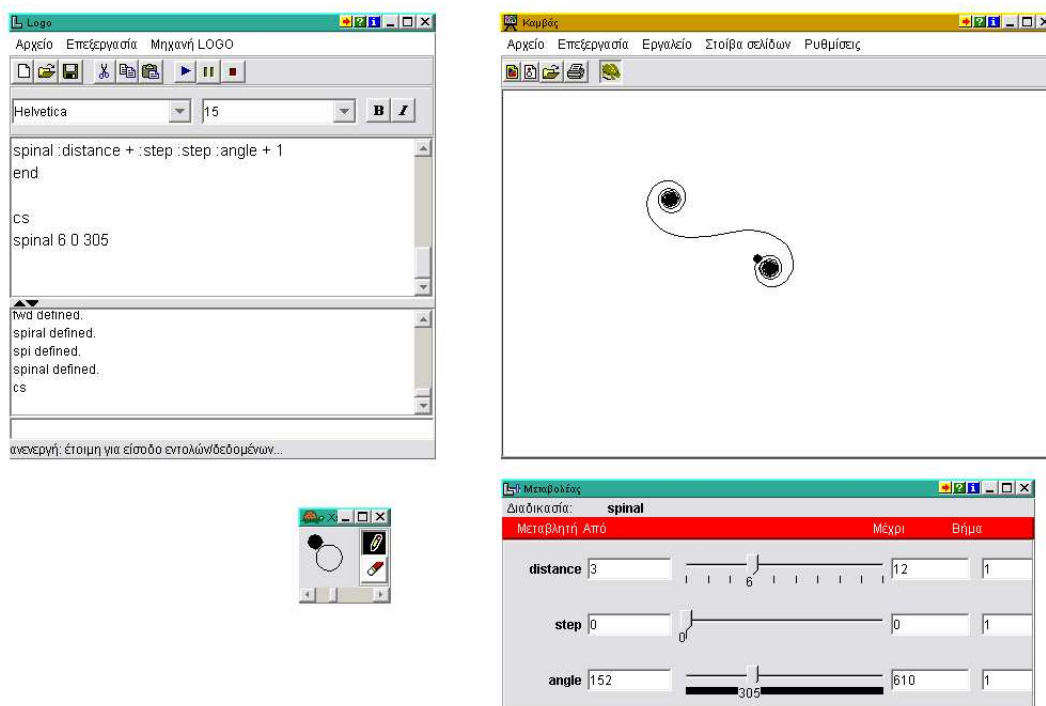 Logo
Αρχείο Επεξεργασία Μηχανή LOGO
Helvetica 15 B I
spinal :distance + :step :step :angle + 1
end
cs
spinal 6 0 305
fwd defined.
spiral defined.
spi defined.
spinal defined.
cs
ανενεργή: έτοιμη για είσοδο εντολών/δεδομένων...
Καμβάς
Αρχείο Επεξεργασία Εργαλείο Στοίβα σελίδων Ρυθμίσεις
Μεταβολέας
Διαδικασία: spinal
Μεταβλητή Από Μέχρι Βήμα
distance 3 6 12 1
step 0 0 0 1
angle 152 305 610 1